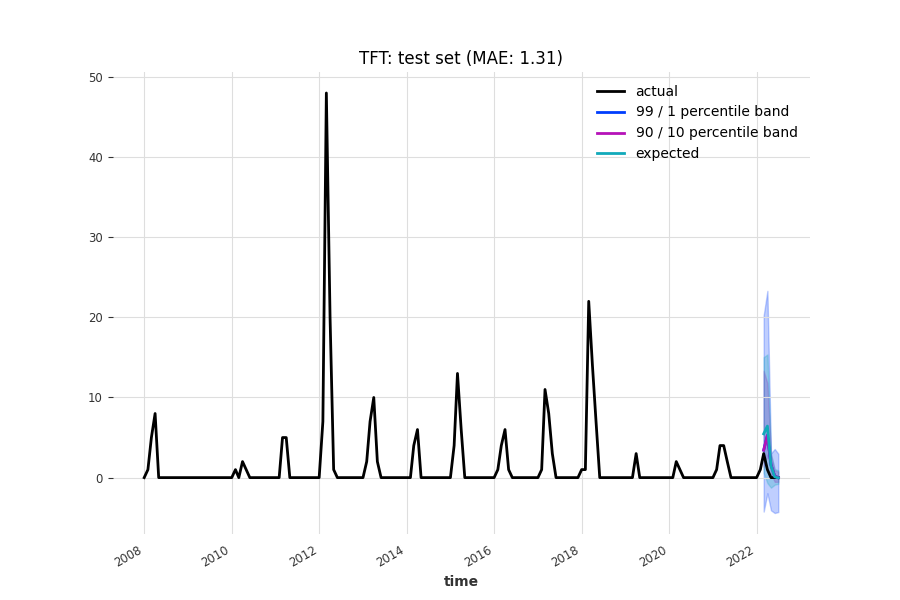 TFT: test set (MAE: 1.31)
50
40
30
20
10
0
actual
99 / 1 percentile band
90 / 10 percentile band
expected
2008
2010
2012
2014
2016
2018
2020
2022
time